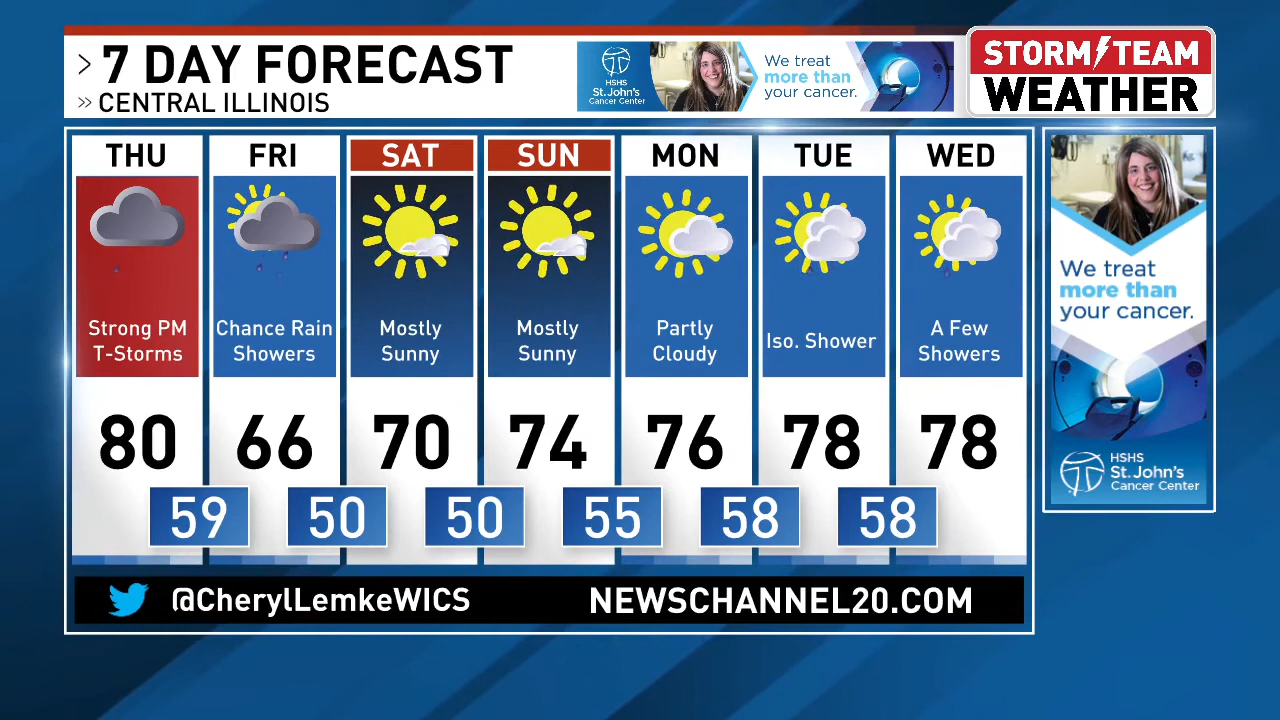 > 7 DAY FORECAST
>> CENTRAL ILLINOIS
HSHS
St. John's
Cancer Center
We treat
more than
your cancer.
STORM TEAM
WEATHER
THU FRI SAT SUN MON TUE WED
Strong PM
T-Storms
Chance Rain
Showers
Mostly
Sunny
Mostly
Sunny
Partly
Cloudy
Iso. Shower
A Few
Showers
80 66 70 74 76 78 78
59 50 50 55 58 58
@CherylLemkeWICS NEWSCHANNEL20.COM
We treat
more than
your cancer.
HSHS
St. John's
Cancer Center